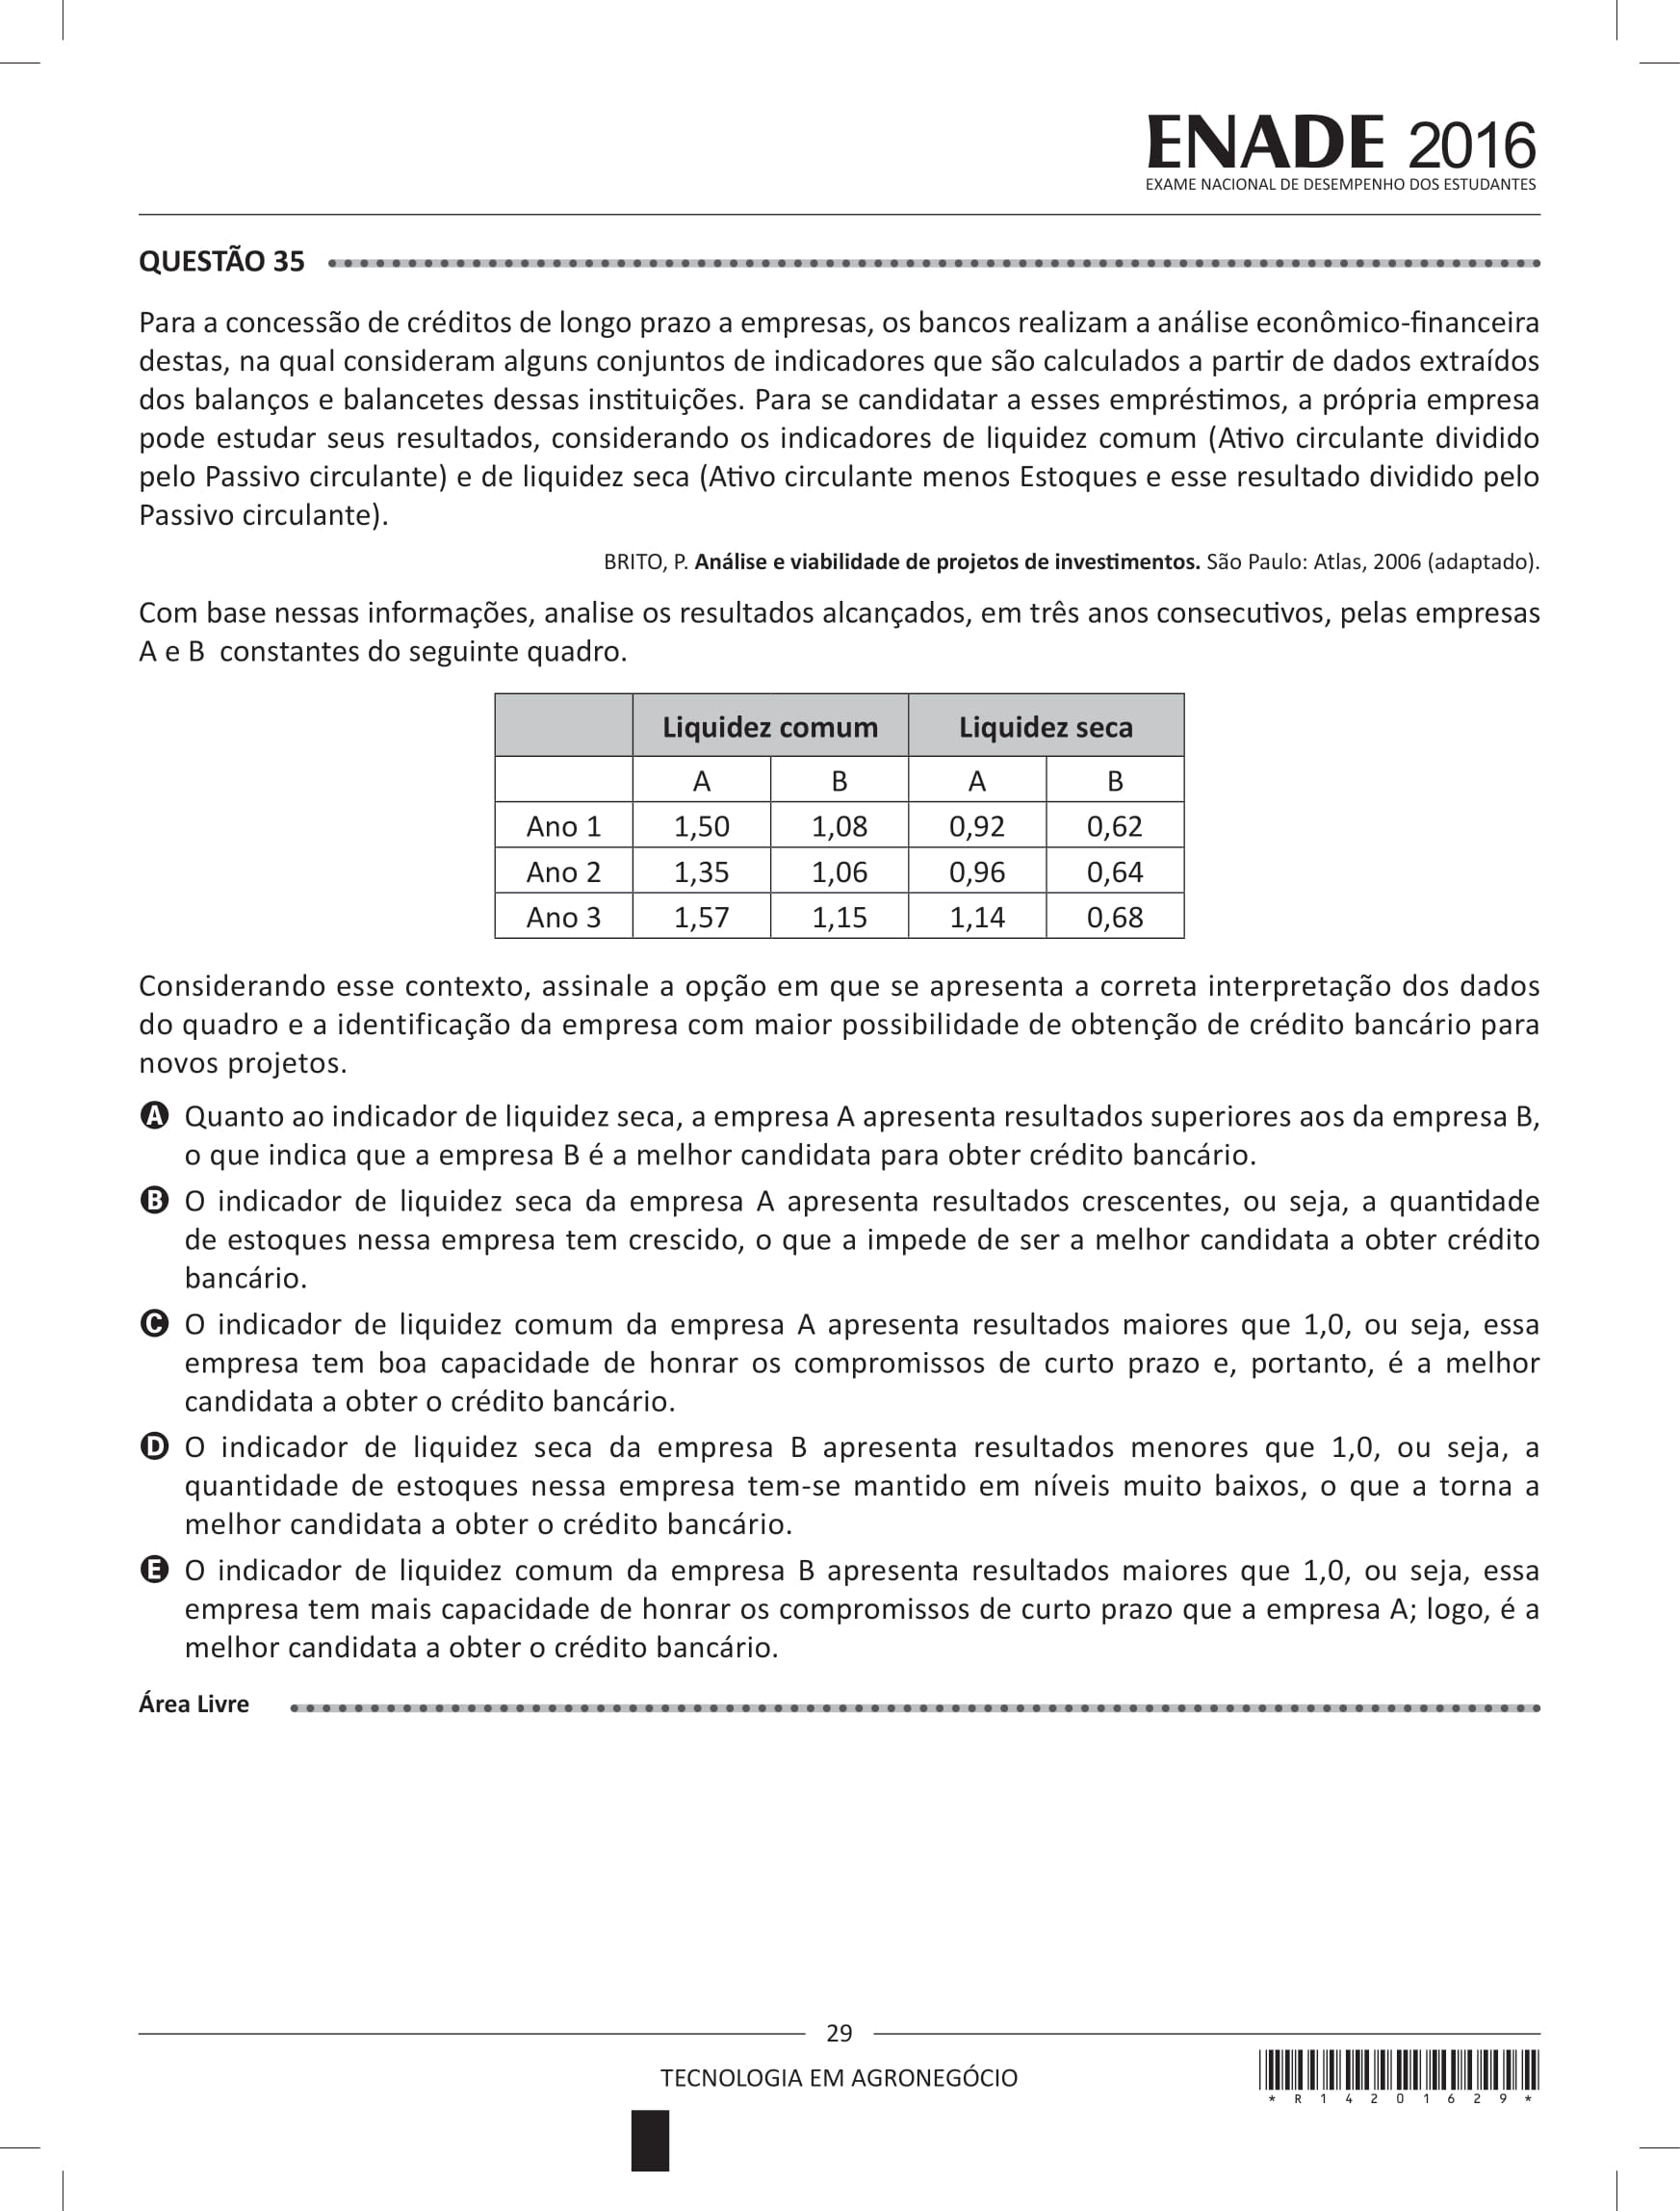 ENADE 2016
EXAME NACIONAL DE DESEMPENHO DOS ESTUDANTES
QUESTÃO 35
Para a concessão de créditos de longo prazo a empresas, os bancos realizam a análise econômico-financeira
destas, na qual consideram alguns conjuntos de indicadores que são calculados a partir de dados extraídos
dos balanços e balancetes dessas instituições. Para se candidatar a esses empréstimos, a própria empresa
pode estudar seus resultados, considerando os indicadores de liquidez comum (Ativo circulante dividido
pelo Passivo circulante) e de liquidez seca (Ativo circulante menos Estoques e esse resultado dividido pelo
Passivo circulante).
BRITO, P. Análise e viabilidade de projetos de investimentos. São Paulo: Atlas, 2006 (adaptado).
Com base nessas informações, analise os resultados alcançados, em três anos consecutivos, pelas empresas
A e B constantes do seguinte quadro.
Liquidez comum Liquidez seca
A B A B
Ano 1 1,50 1,08 0,92 0,62
Ano 2 1,35 1,06 0,96 0,64
Ano 3 1,57 1,15 1,14 0,68
Considerando esse contexto, assinale a opção em que se apresenta a correta interpretação dos dados
do quadro e a identificação da empresa com maior possibilidade de obtenção de crédito bancário para
novos projetos.
A Quanto ao indicador de liquidez seca, a empresa A apresenta resultados superiores aos da empresa B,
o que indica que a empresa B é a melhor candidata para obter crédito bancário.
B O indicador de liquidez seca da empresa A apresenta resultados crescentes, ou seja, a quantidade
de estoques nessa empresa tem crescido, o que a impede de ser a melhor candidata a obter crédito
bancário.
C O indicador de liquidez comum da empresa A apresenta resultados maiores que 1,0, ou seja, essa
empresa tem boa capacidade de honrar os compromissos de curto prazo e, portanto, é a melhor
candidata a obter o crédito bancário.
D O indicador de liquidez seca da empresa B apresenta resultados menores que 1,0, ou seja, a
quantidade de estoques nessa empresa tem-se mantido em níveis muito baixos, o que a torna a
melhor candidata a obter o crédito bancário.
E O indicador de liquidez comum da empresa B apresenta resultados maiores que 1,0, ou seja, essa
empresa tem mais capacidade de honrar os compromissos de curto prazo que a empresa A; logo, é a
melhor candidata a obter o crédito bancário.
Área Livre
29
TECNOLOGIA EM AGRONEGÓCIO
* R 1 4 2 0 1 6 2 9 *